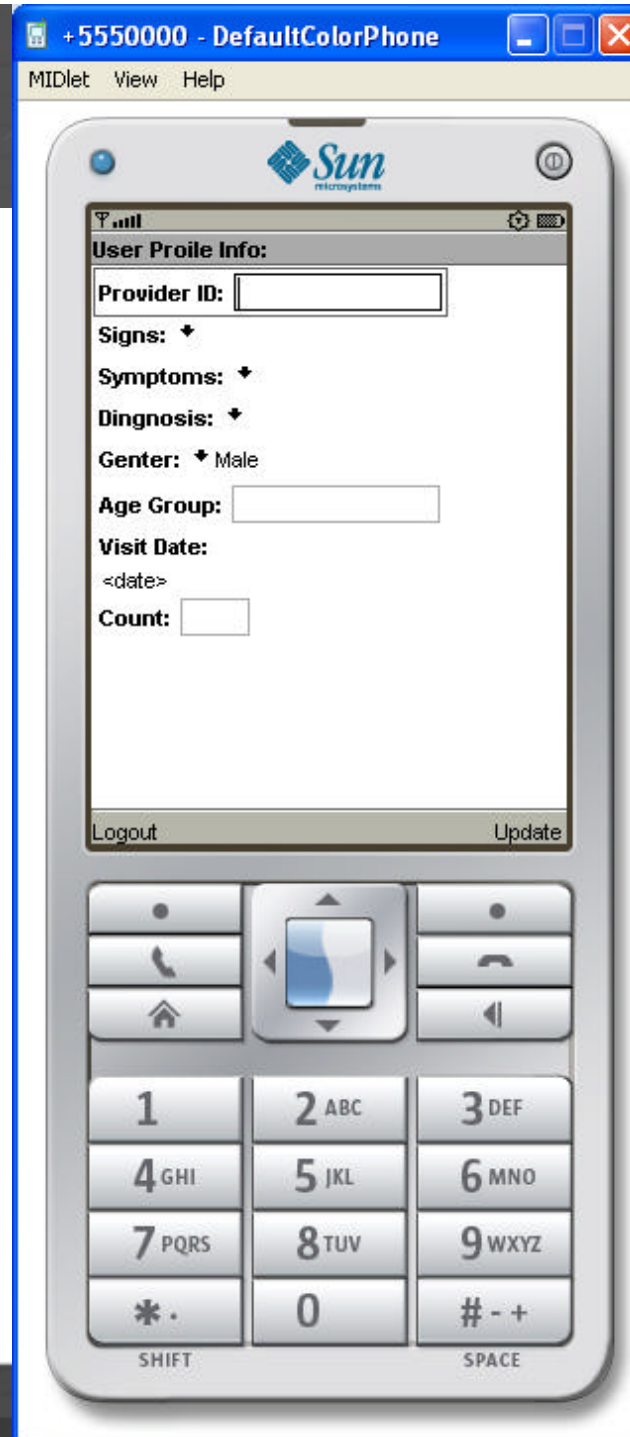 +5550000 - DefaultColorPhone
MIDlet View Help
Sun
microsystems
User Proile Info:
Provider ID:
Signs:
Symptoms:
Dingnosis:
Genter: Male
Age Group:
Visit Date:
<date>
Count:
Logout Update
1 2 ABC 3 DEF
4 GHI 5 JKL 6 MNO
7 PQRS 8 TUV 9 WXYZ
* . 0 # - +
SHIFT SPACE